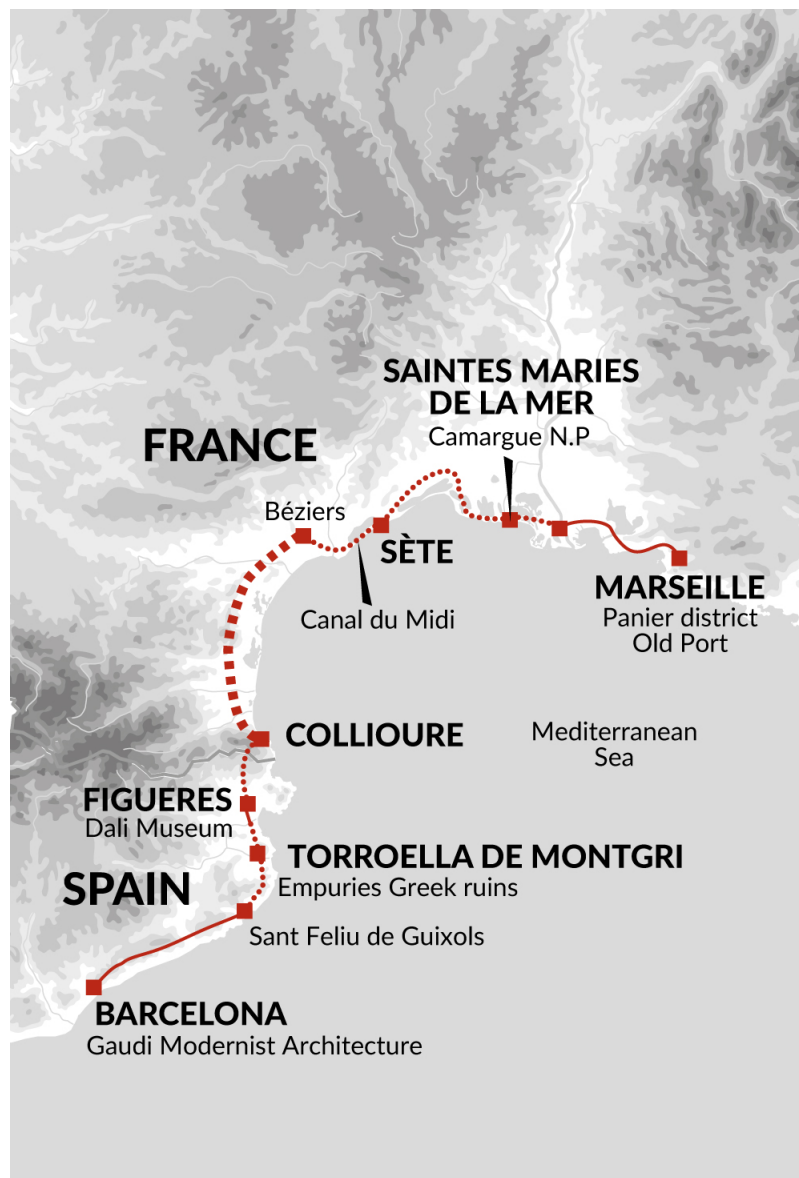 SAINTES MARIES
DE LA MER
Camargue N.P
FRANCE
Béziers
SÈTE
MARSEILLE
Panier district
Old Port
Canal du Midi
COLLIOURE
Mediterranean
Sea
FIGUERES
Dali Museum
TORROELLA DE MONTGRI
Empuries Greek ruins
SPAIN
Sant Feliu de Guixols
BARCELONA
Gaudi Modernist Architecture